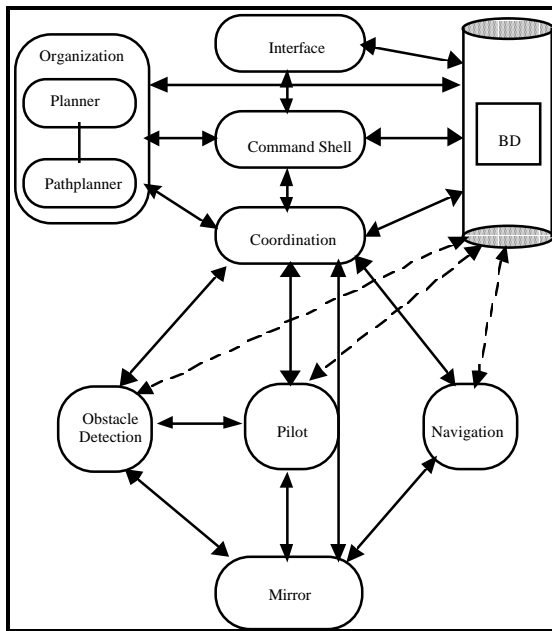 Interface
Organization
Planner
BD
Command Shell
Pathplanner
Coordination
Obstacle
Detection
Pilot
Navigation
Mirror